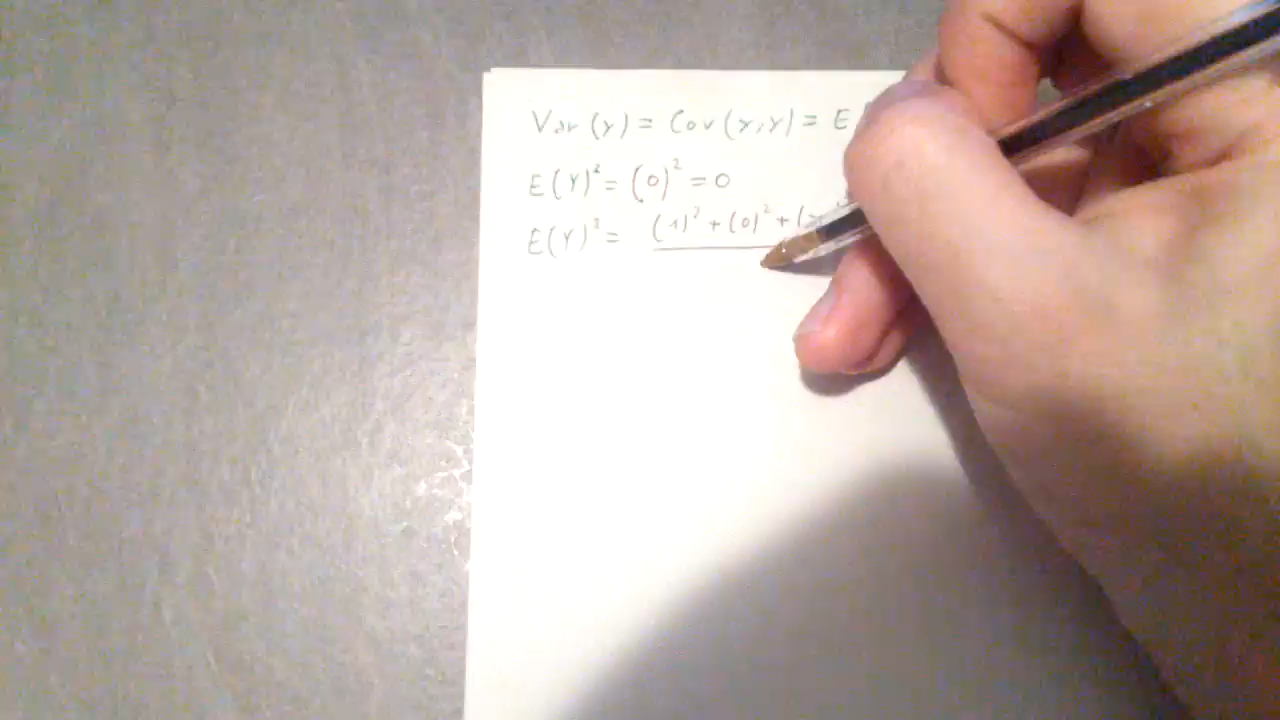 Var (Y) = Cov (Y,Y) = E
E(Y)² = (0)² = 0
E(Y)² = (1)² + (0)² + (